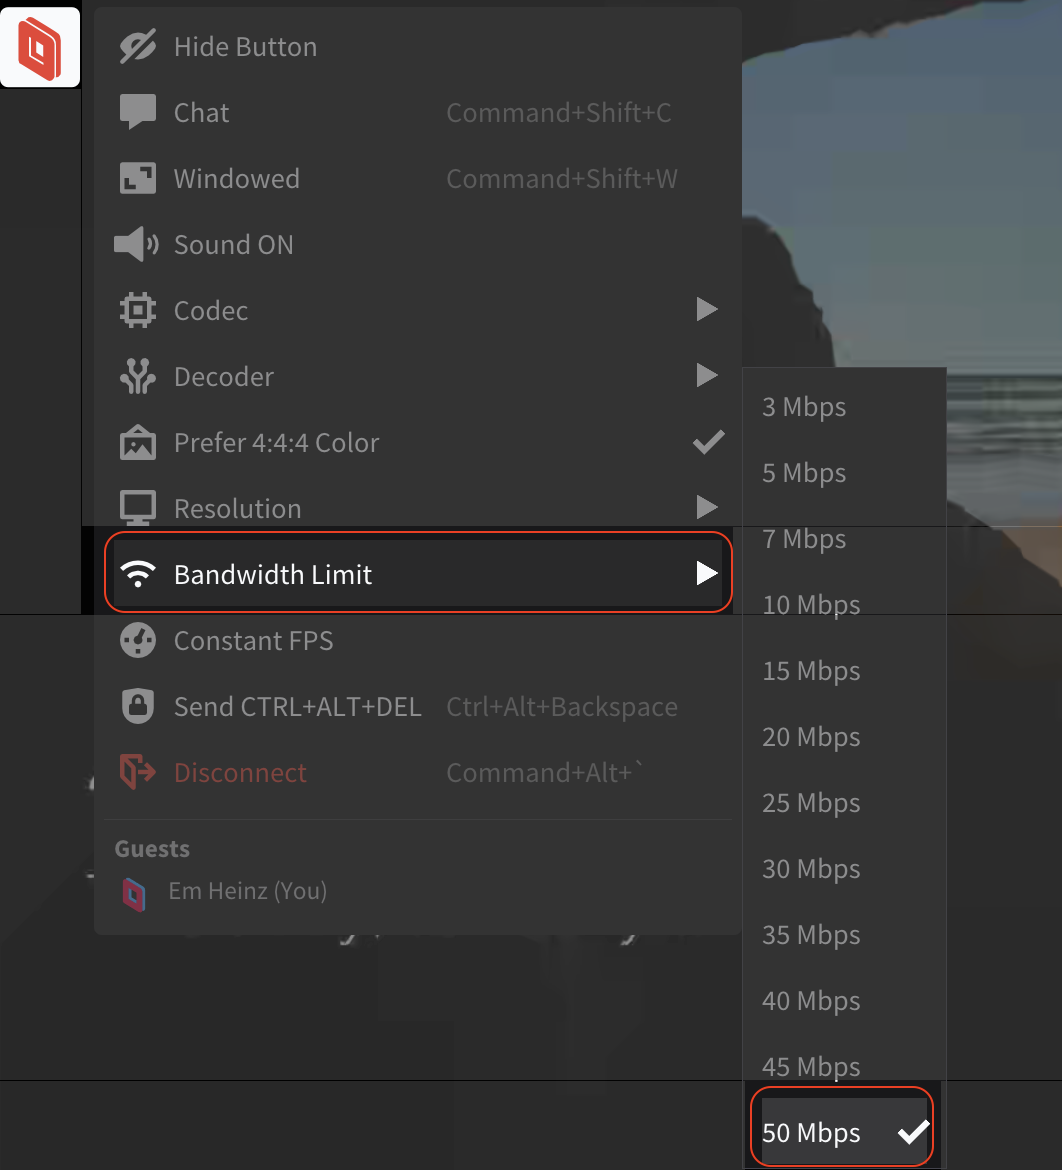 Hide Button
Chat Command+Shift+C
Windowed Command+Shift+W
Sound ON
Codec
Decoder
Prefer 4:4:4 Color
Resolution
Bandwidth Limit
Constant FPS
Send CTRL+ALT+DEL Ctrl+Alt+Backspace
Disconnect Command+Alt+`
Guests
Em Heinz (You)
3 Mbps
5 Mbps
7 Mbps
10 Mbps
15 Mbps
20 Mbps
25 Mbps
30 Mbps
35 Mbps
40 Mbps
45 Mbps
50 Mbps